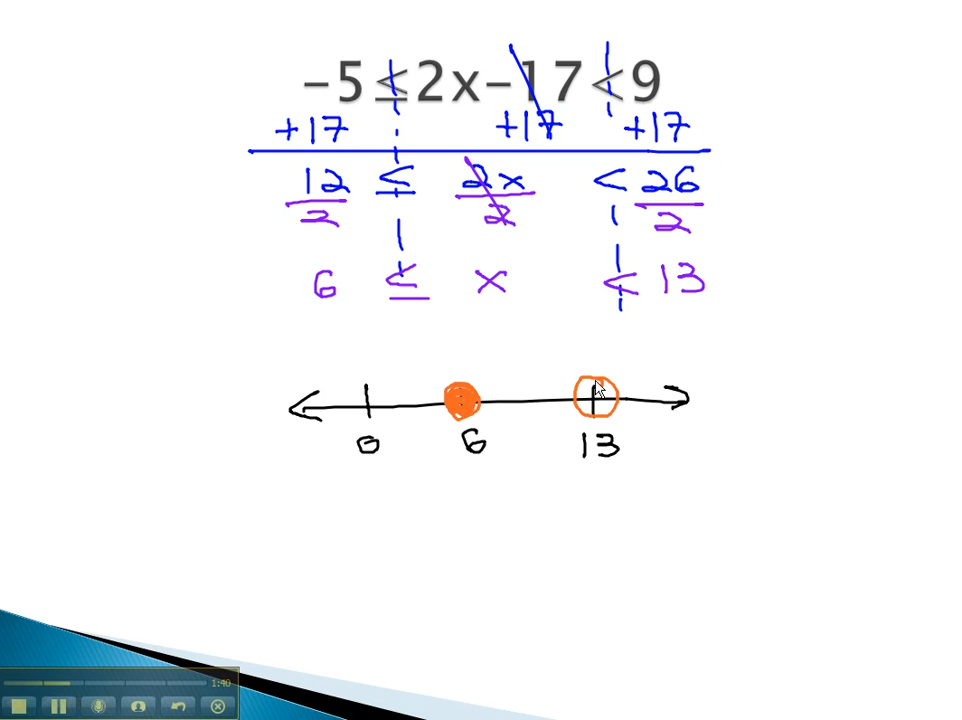 -5≤2x-17<9
+17 +17 +17
12 ≤ 2x < 26
2 2 2
6 ≤ x < 13
0 6 13
1:40